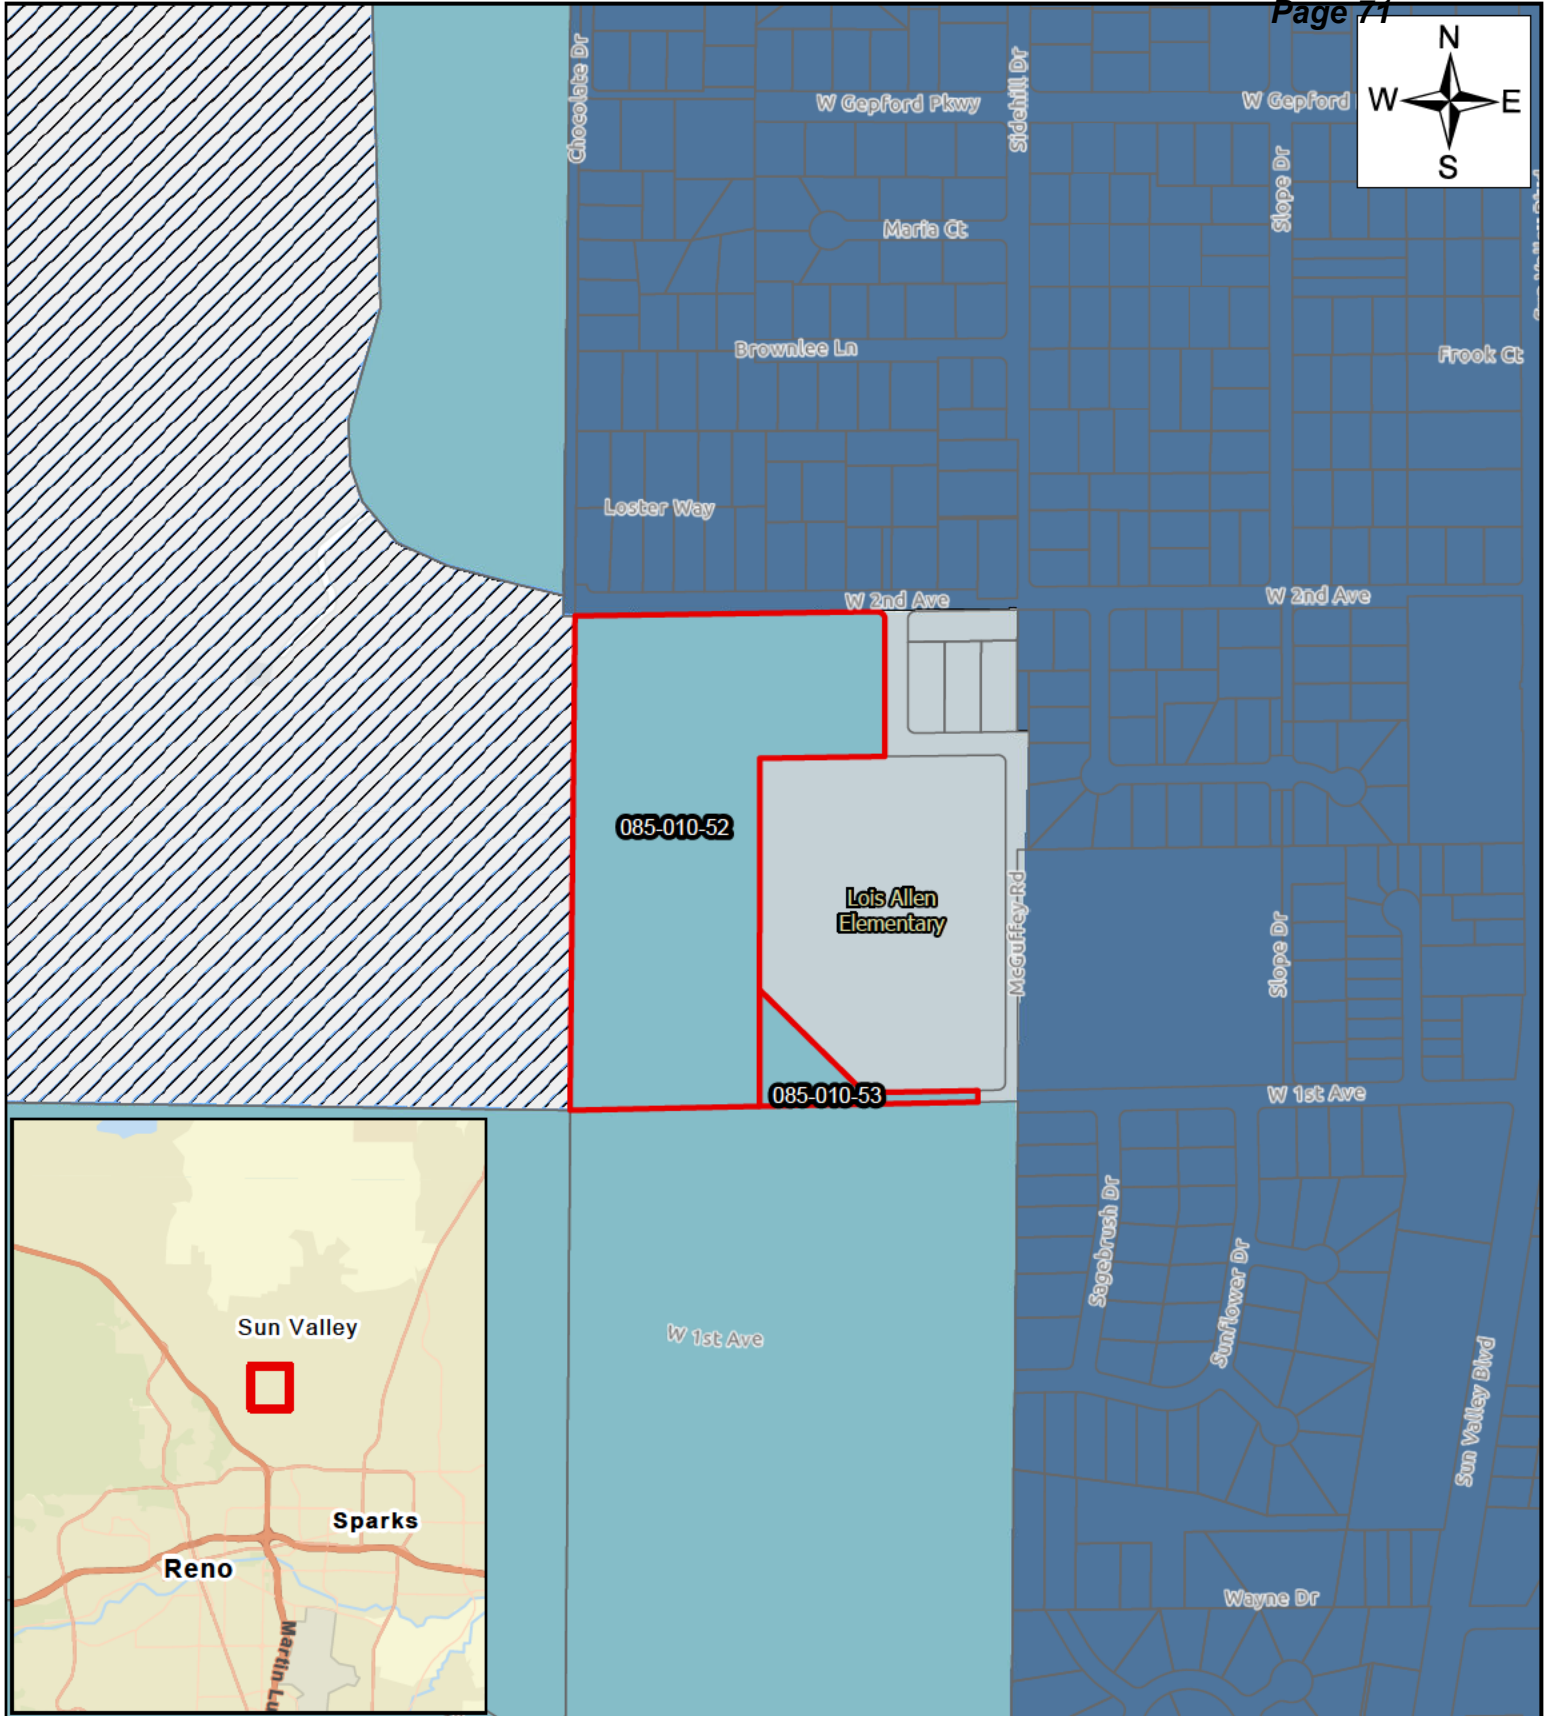 Page 71
N
W E
S
Chocolate Dr
Sidehill Dr
W Gepford Pkwy
W Gepford
Slope Dr
Maria Ct
Brownlee Ln
Frook Ct
Loster Way
W 2nd Ave
W 2nd Ave
085-010-52
Lois Allen
Elementary
McGuffey Rd
Slope Dr
085-010-53
W 1st Ave
Sagebrush Dr
Sunflower Dr
W 1st Ave
Sun Valley Blvd
Wayne Dr
Sun Valley
Sparks
Reno
Martin Lu